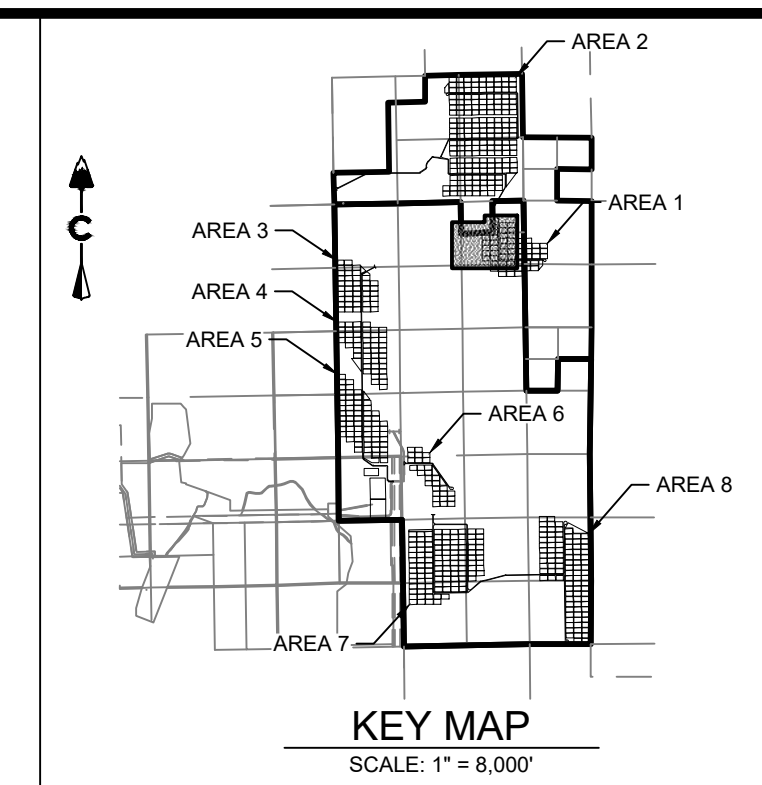 AREA 2
AREA 1
AREA 3
AREA 4
AREA 5
AREA 6
AREA 8
AREA 7
C
KEY MAP
SCALE: 1" = 8,000'